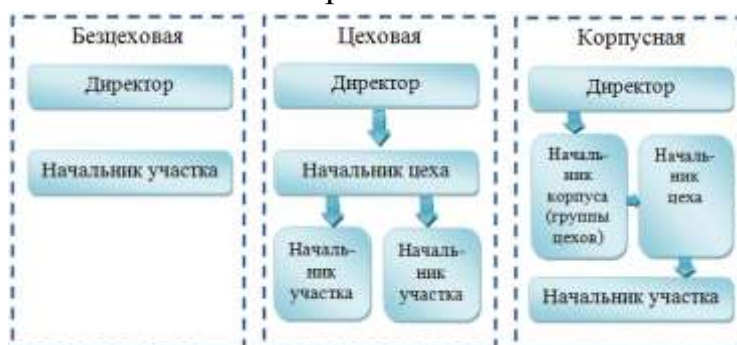 Безцеховая
Директор
Начальник участка
Цеховая
Директор
Начальник цеха
Началь-
ник
участка
Началь-
ник
участка
Корпусная
Директор
Началь-
ник
корпуса
(группы
цехов)
Началь-
ник
цеха
Начальник участка